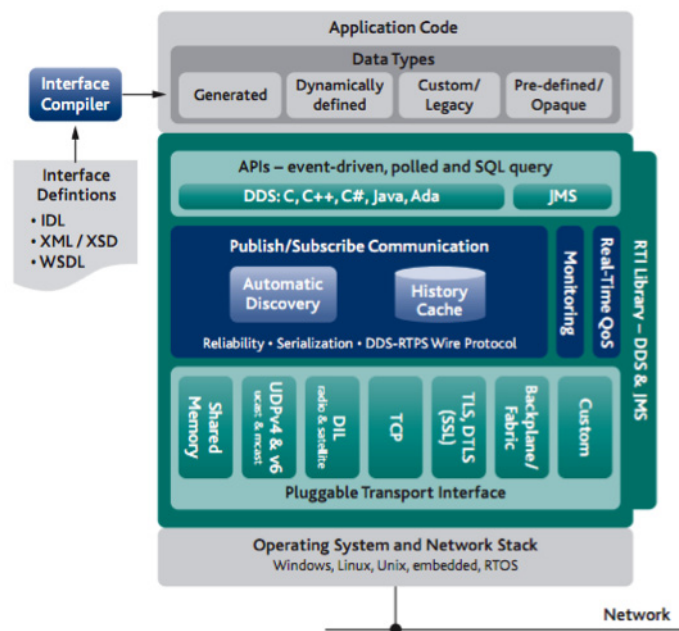 Application Code
Data Types
Generated
Dynamically
defined
Custom/
Legacy
Pre-defined/
Opaque
Interface
Compiler
Interface
Defintions
• IDL
• XML / XSD
• WSDL
APIs – event-driven, polled and SQL query
DDS: C, C++, C#, Java, Ada
JMS
Publish/Subscribe Communication
Automatic
Discovery
History
Cache
Reliability • Serialization • DDS-RTPS Wire Protocol
Monitoring
Real-Time QoS
RTI Library – DDS & JMS
Shared
Memory
UDPv4 & v6
ucast & mcast
DIL
radio & satellite
TCP
TLS, DTLS
(SSL)
Backplane/
Fabric
Custom
Pluggable Transport Interface
Operating System and Network Stack
Windows, Linux, Unix, embedded, RTOS
Network